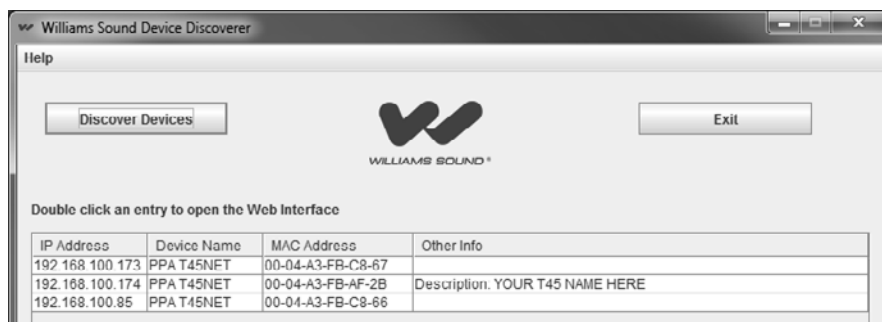 Williams Sound Device Discoverer
Help
Discover Devices
Exit
WILLIAMS SOUND®
Double click an entry to open the Web Interface
IP Address Device Name MAC Address Other Info
192.168.100.173 PPA T45NET 00-04-A3-FB-C8-67
192.168.100.174 PPA T45NET 00-04-A3-FB-AF-2B Description: YOUR T45 NAME HERE
192.168.100.85 PPA T45NET 00-04-A3-FB-C8-66